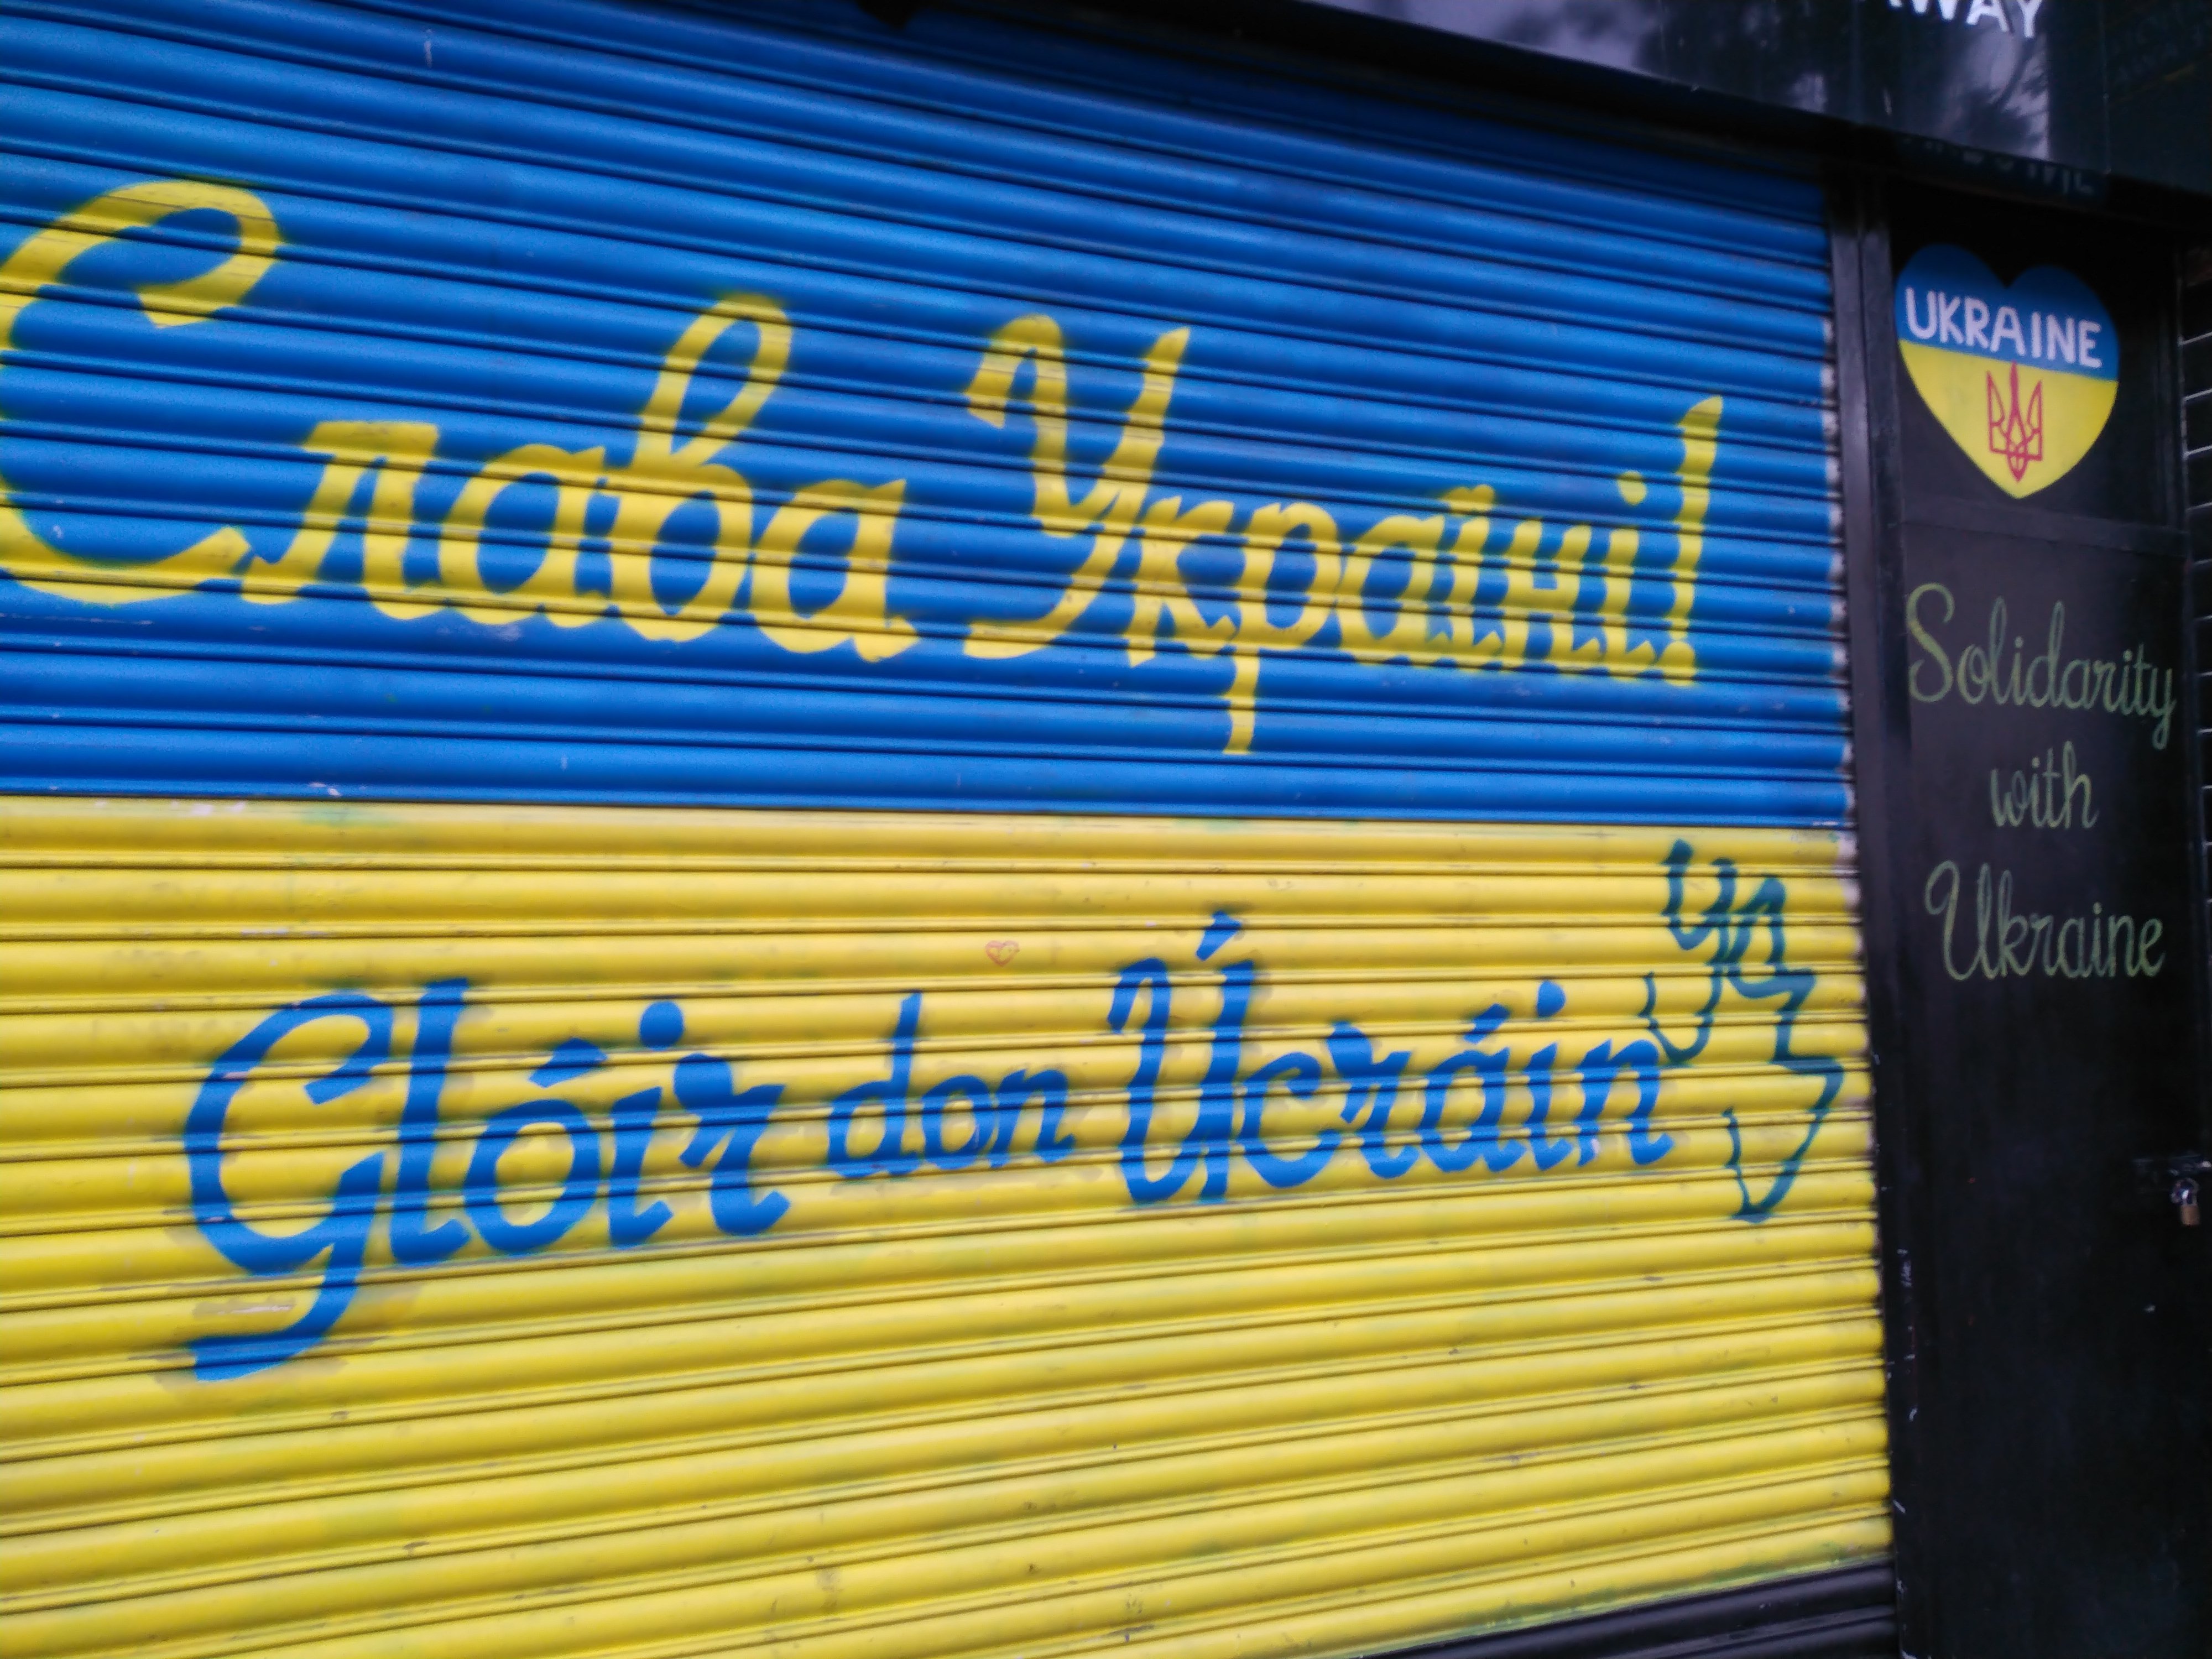 Слава Україні!
Glóir don Úcráin
UKRAINE
Solidarity
with
Ukraine